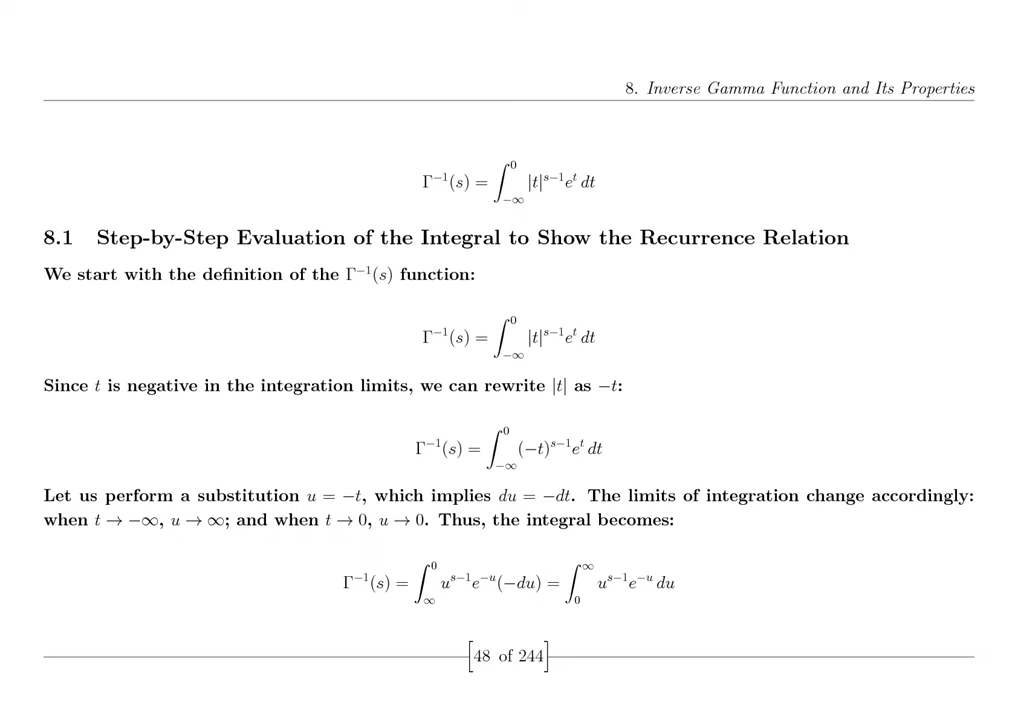 8. Inverse Gamma Function and Its Properties
Γ⁻¹(s) = ∫_{−∞}^{0} |t|^{s−1} e^t dt
8.1 Step-by-Step Evaluation of the Integral to Show the Recurrence Relation
We start with the definition of the Γ⁻¹(s) function:
Γ⁻¹(s) = ∫_{−∞}^{0} |t|^{s−1} e^t dt
Since t is negative in the integration limits, we can rewrite |t| as −t:
Γ⁻¹(s) = ∫_{−∞}^{0} (−t)^{s−1} e^t dt
Let us perform a substitution u = −t, which implies du = −dt. The limits of integration change accordingly:
when t → −∞, u → ∞; and when t → 0, u → 0. Thus, the integral becomes:
Γ⁻¹(s) = ∫_{∞}^{0} u^{s−1} e^{−u} (−du) = ∫_{0}^{∞} u^{s−1} e^{−u} du
[48 of 244]